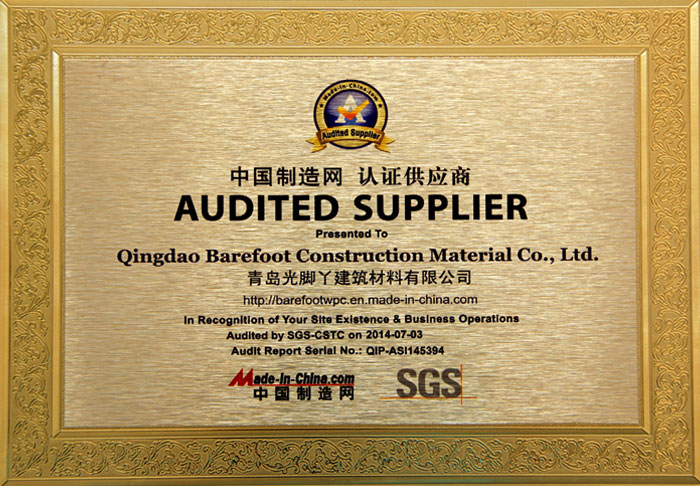 Made-in-China.com
Audited Supplier
中国制造网 认证供应商
AUDITED SUPPLIER
Presented To
Qingdao Barefoot Construction Material Co., Ltd.
青岛光脚丫建筑材料有限公司
http://barefootwpc.en.made-in-china.com
In Recognition of Your Site Existence & Business Operations
Audited by SGS-CSTC on 2014-07-03
Audit Report Serial No.: QIP-ASI145394
Made-in-China.com
中国制造网
SGS